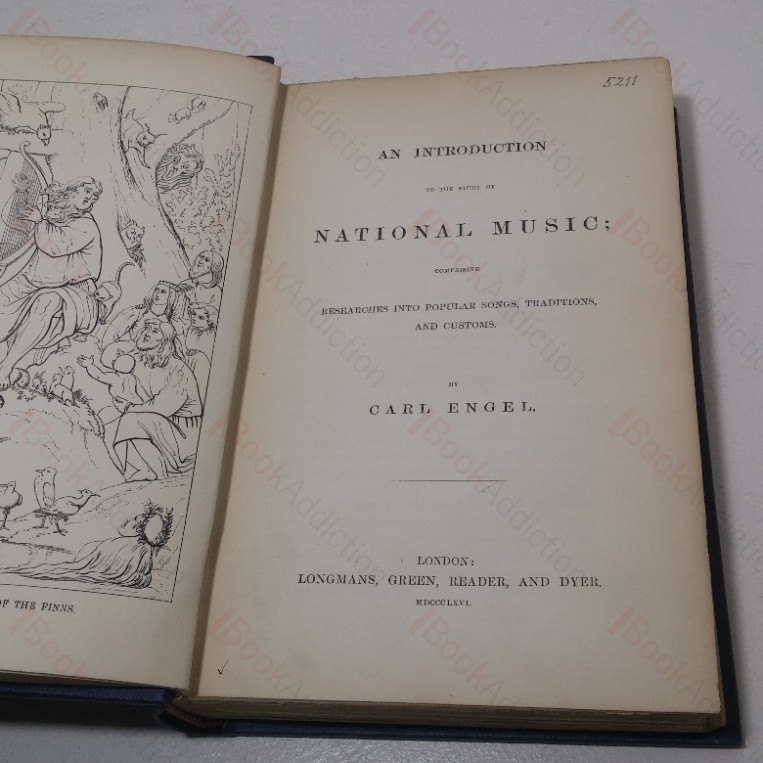 OF THE FINNS.
5211
AN INTRODUCTION
TO THE STUDY OF
NATIONAL MUSIC;
COMPRISING
RESEARCHES INTO POPULAR SONGS, TRADITIONS,
AND CUSTOMS.
BY
CARL ENGEL.
LONDON:
LONGMANS, GREEN, READER, AND DYER.
MDCCCLXVI.
BookAddiction